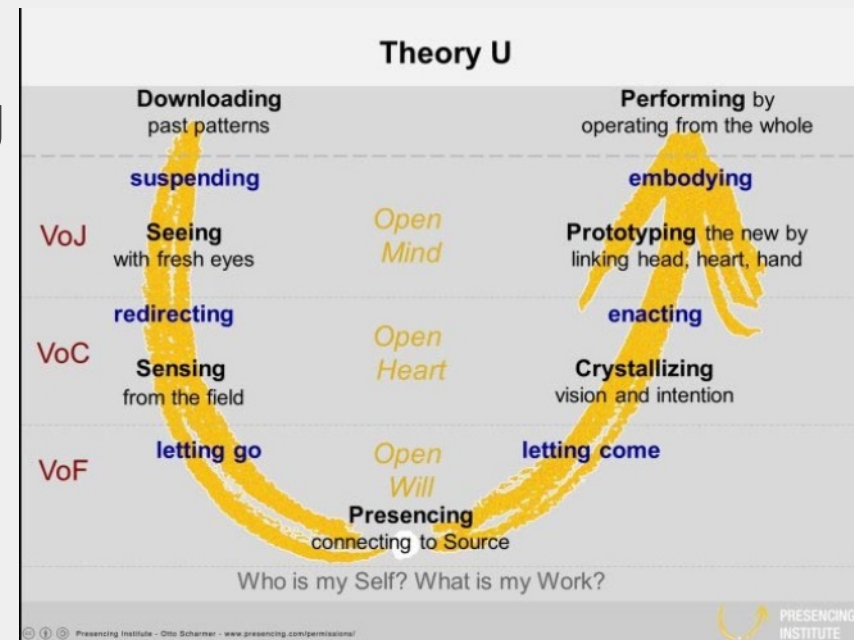 Theory U
Downloading
past patterns
Performing by
operating from the whole
suspending
embodying
VoJ
Seeing
with fresh eyes
Open
Mind
Prototyping the new by
linking head, heart, hand
redirecting
enacting
VoC
Sensing
from the field
Open
Heart
Crystallizing
vision and intention
letting go
letting come
VoF
Open
Will
Presencing
connecting to Source
Who is my Self? What is my Work?
Presencing Institute - Otto Scharmer - www.presencing.com/permissions/
PRESENCING
INSTITUTE